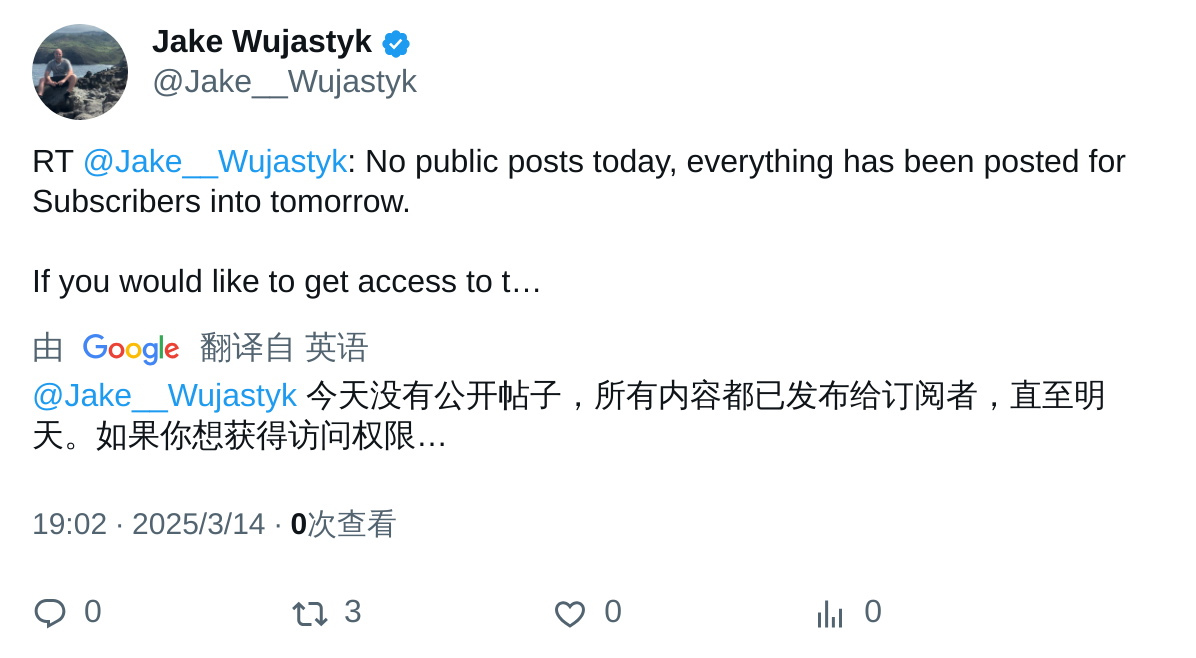 Jake Wujastyk
@Jake__Wujastyk
RT @Jake__Wujastyk: No public posts today, everything has been posted for
Subscribers into tomorrow.
If you would like to get access to t…
由 Google 翻译自 英语
@Jake__Wujastyk 今天没有公开帖子，所有内容都已发布给订阅者，直至明
天。如果你想获得访问权限…
19:02 · 2025/3/14 · 0次查看
0 3 0 0